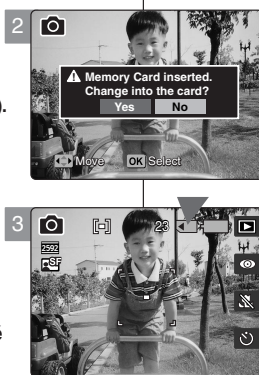 2
).
Memory Card inserted.
Change into the card?
Yes No
Move OK Select
3
23
2592
SF